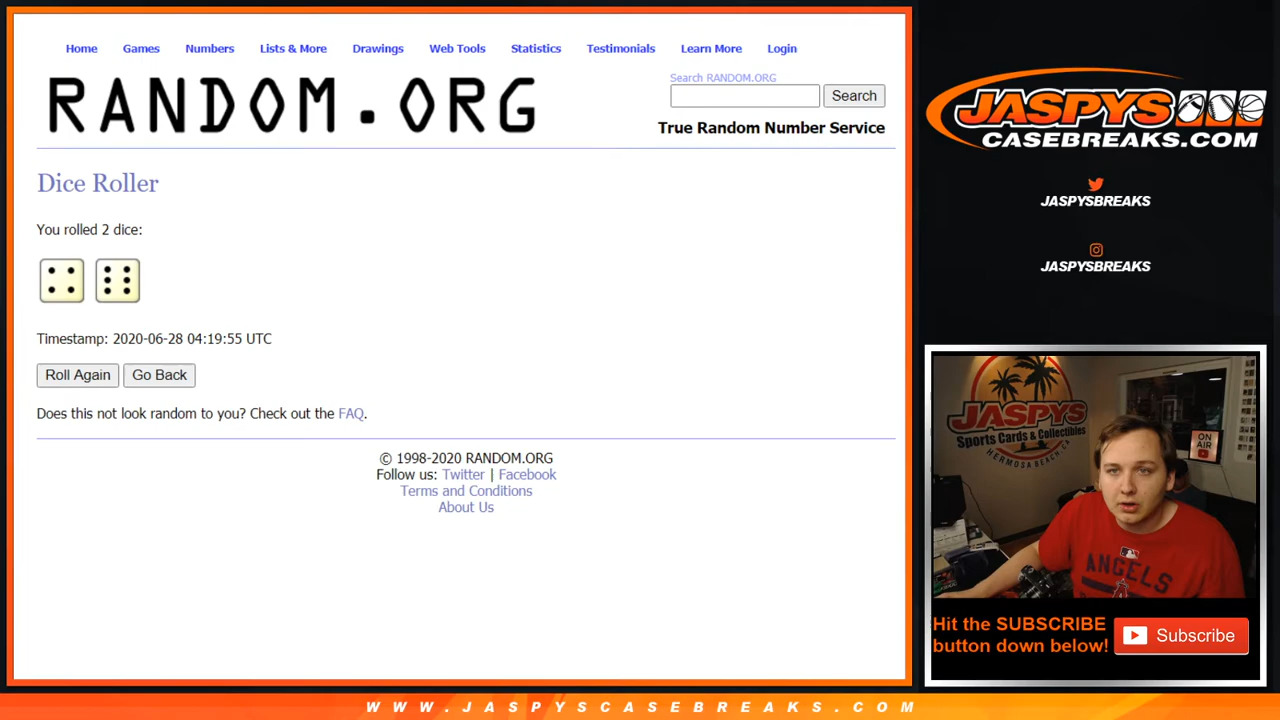 Home Games Numbers Lists & More Drawings Web Tools Statistics Testimonials Learn More Login
RANDOM.ORG
Search RANDOM.ORG
Search
True Random Number Service
Dice Roller
You rolled 2 dice:
Timestamp: 2020-06-28 04:19:55 UTC
Roll Again Go Back
Does this not look random to you? Check out the FAQ.
© 1998-2020 RANDOM.ORG
Follow us: Twitter | Facebook
Terms and Conditions
About Us
JASPYS
CASEBREAKS.COM
JASPYSBREAKS
JASPYSBREAKS
JASPYS
Sports Cards & Collectibles
HERMOSA BEACH, CA
ON
AIR
ANGELS
Hit the SUBSCRIBE
button down below!
Subscribe
WWW.JASPYSCASEBREAKS.COM